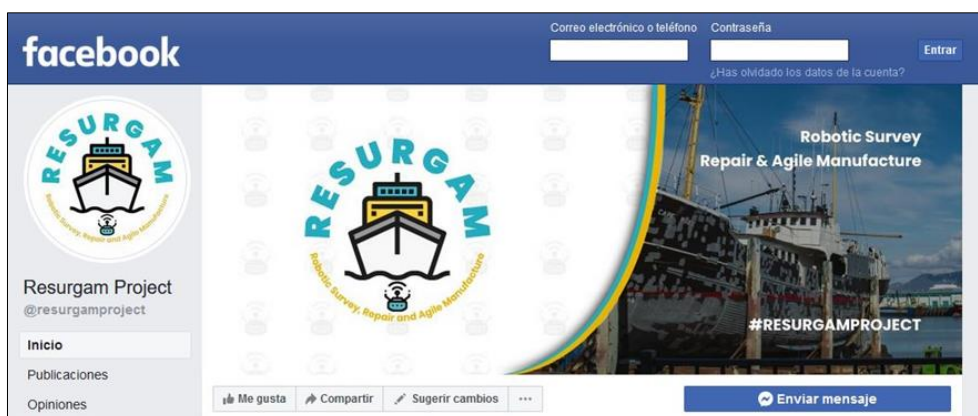 facebook
Correo electrónico o teléfono
Contraseña
Entrar
¿Has olvidado los datos de la cuenta?
RESURGAM
Robotic Survey, Repair and Agile Manufacture
Resurgam Project
@resurgamproject
Inicio
Publicaciones
Opiniones
RESURGAM
Robotic Survey, Repair and Agile Manufacture
Robotic Survey
Repair & Agile Manufacture
#RESURGAMPROJECT
Me gusta
Compartir
Sugerir cambios
Enviar mensaje